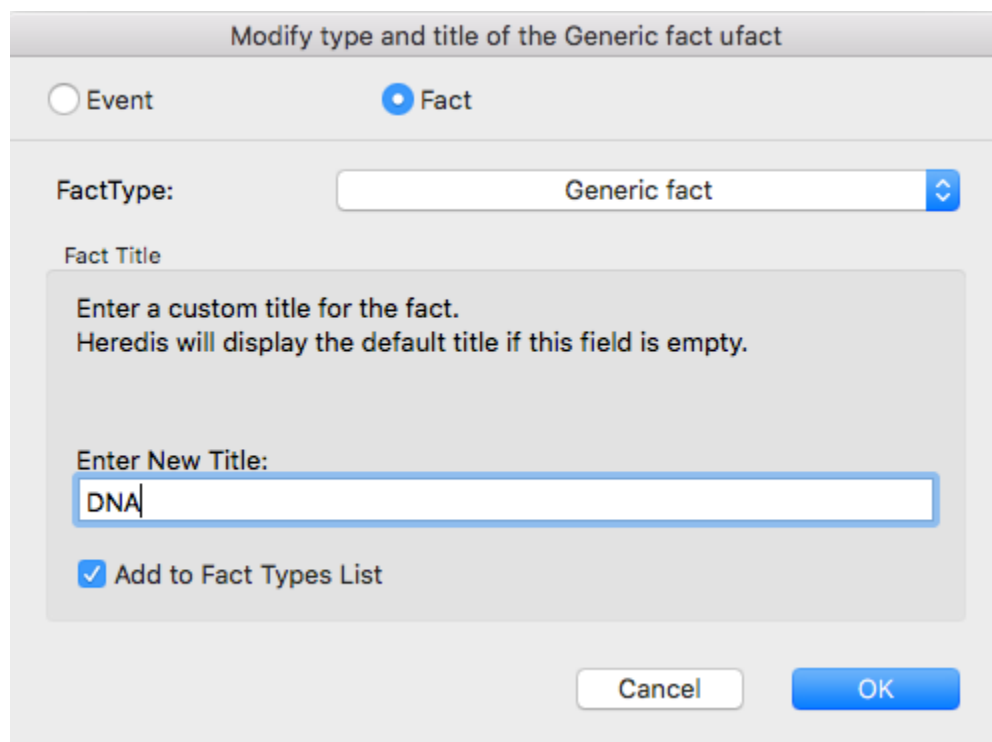 Modify type and title of the Generic fact ufact
Event
Fact
FactType:
Generic fact
Fact Title
Enter a custom title for the fact.
Heredis will display the default title if this field is empty.
Enter New Title:
DNA
Add to Fact Types List
Cancel
OK